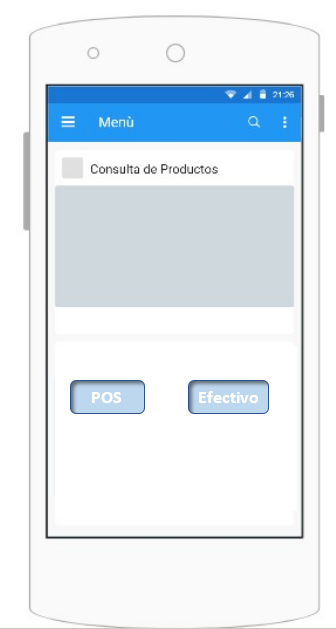 21:26
Menù
Consulta de Productos
POS
Efectivo